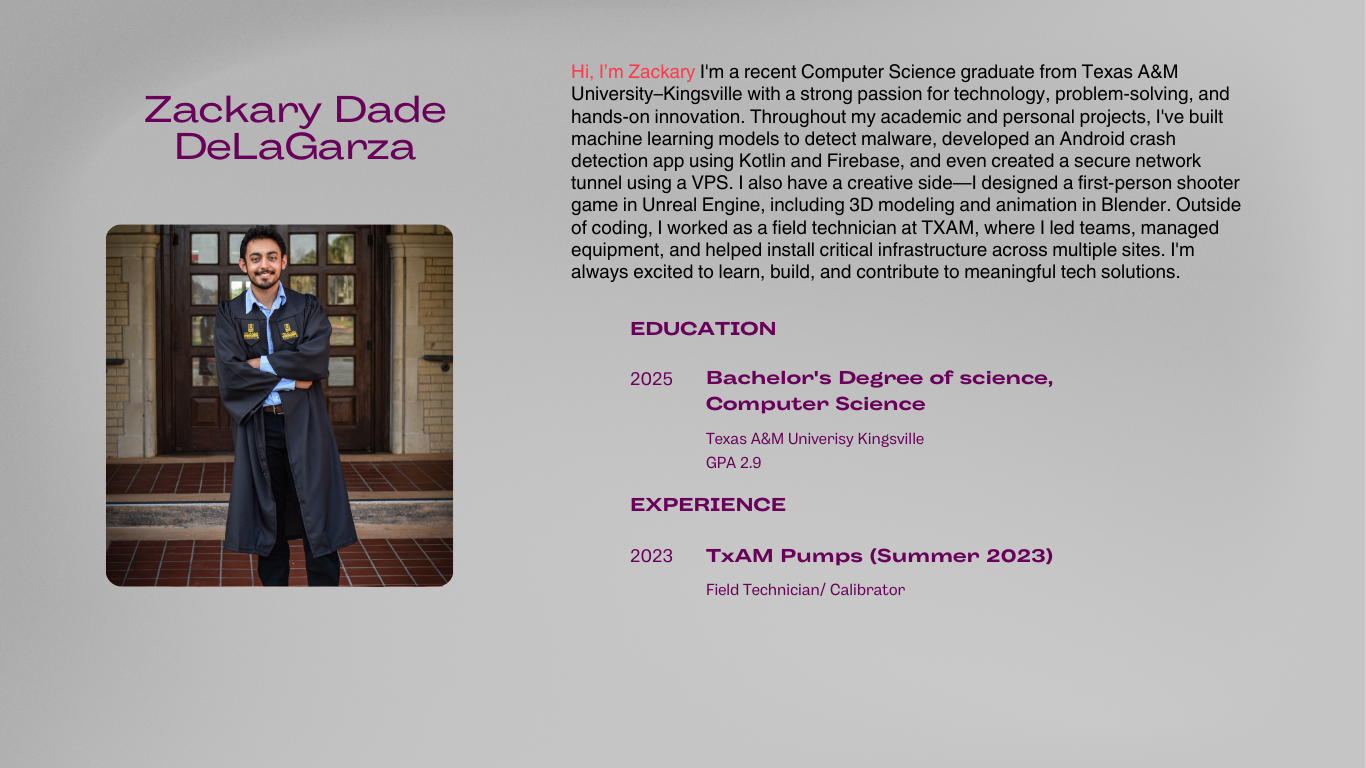 Zackary Dade
DeLaGarza
Hi, I'm Zackary I'm a recent Computer Science graduate from Texas A&M
University–Kingsville with a strong passion for technology, problem-solving, and
hands-on innovation. Throughout my academic and personal projects, I've built
machine learning models to detect malware, developed an Android crash
detection app using Kotlin and Firebase, and even created a secure network
tunnel using a VPS. I also have a creative side—I designed a first-person shooter
game in Unreal Engine, including 3D modeling and animation in Blender. Outside
of coding, I worked as a field technician at TXAM, where I led teams, managed
equipment, and helped install critical infrastructure across multiple sites. I'm
always excited to learn, build, and contribute to meaningful tech solutions.
EDUCATION
2025 Bachelor's Degree of science,
Computer Science
Texas A&M Univerisy Kingsville
GPA 2.9
EXPERIENCE
2023 TxAM Pumps (Summer 2023)
Field Technician/ Calibrator